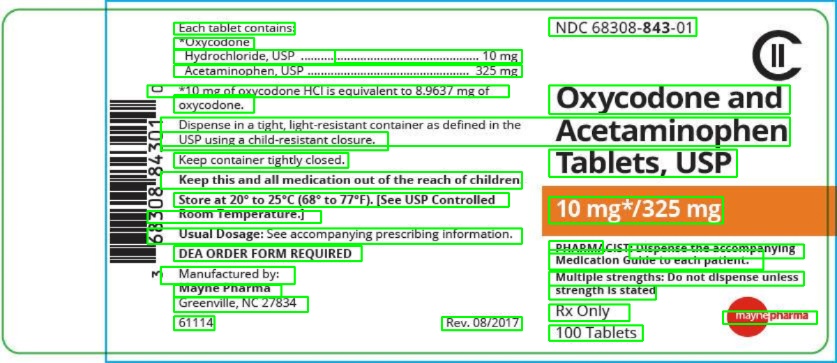 Each tablet contains:
*Oxycodone
Hydrochloride, USP ........................................................ 10 mg
Acetaminophen, USP .................................................. 325 mg
*10 mg of oxycodone HCl is equivalent to 8.9637 mg of
oxycodone.
Dispense in a tight, light-resistant container as defined in the
USP using a child-resistant closure.
Keep container tightly closed.
Keep this and all medication out of the reach of children
Store at 20° to 25°C (68° to 77°F). [See USP Controlled
Room Temperature.]
Usual Dosage: See accompanying prescribing information.
DEA ORDER FORM REQUIRED
Manufactured by:
Mayne Pharma
Greenville, NC 27834
61114 Rev. 08/2017
3 68308 84301 0
NDC 68308-843-01
CII
Oxycodone and
Acetaminophen
Tablets, USP
10 mg*/325 mg
PHARMACIST: Dispense the accompanying
Medication Guide to each patient.
Multiple strengths: Do not dispense unless
strength is stated
Rx Only
100 Tablets
maynepharma